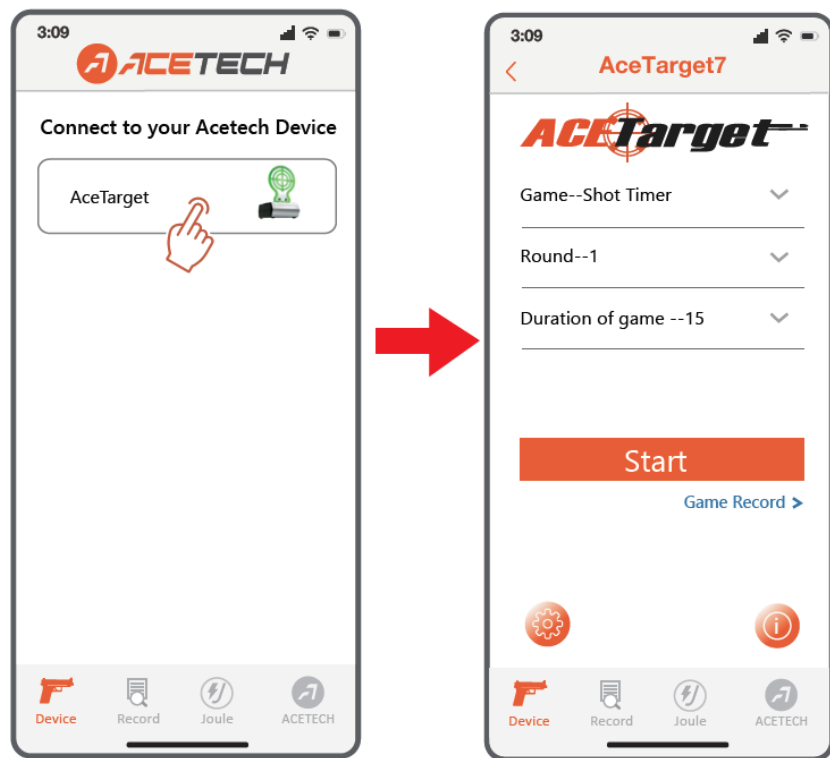 3:09
ACETECH
Connect to your Acetech Device
AceTarget
Device Record Joule ACETECH
3:09
AceTarget7
ACETarget
Game--Shot Timer
Round--1
Duration of game --15
Start
Game Record >
Device Record Joule ACETECH